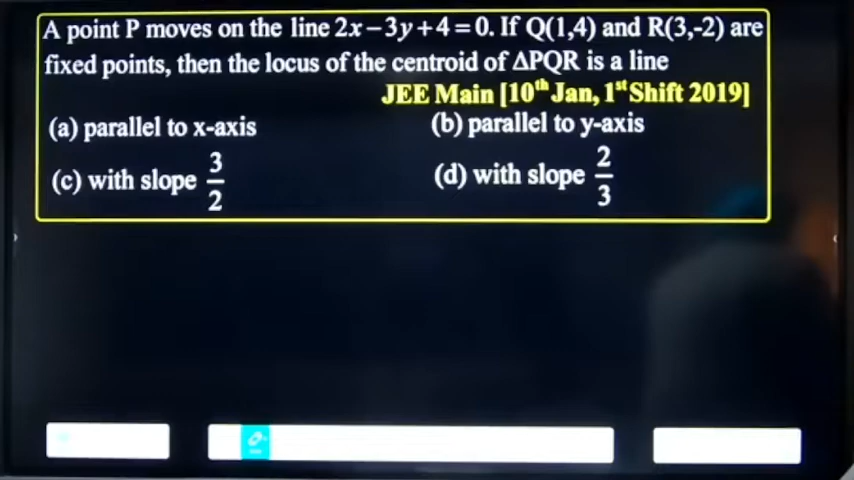 A point P moves on the line 2x−3y+4=0. If Q(1,4) and R(3,-2) are
fixed points, then the locus of the centroid of ΔPQR is a line
JEE Main [10th Jan, 1st Shift 2019]
(a) parallel to x-axis (b) parallel to y-axis
(c) with slope 3/2 (d) with slope 2/3